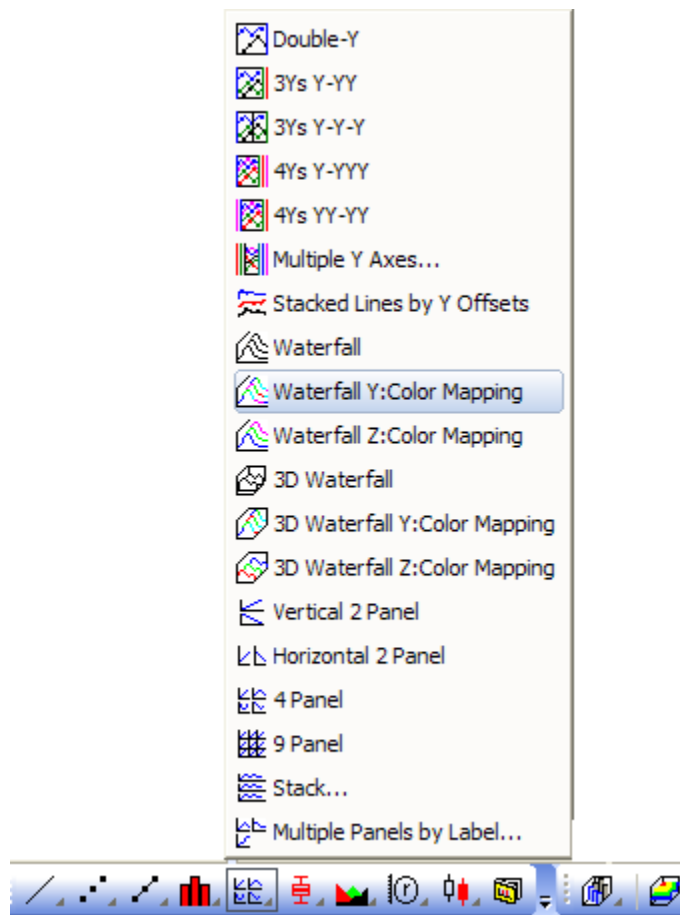 Double-Y
3Ys Y-YY
3Ys Y-Y-Y
4Ys Y-YYY
4Ys YY-YY
Multiple Y Axes...
Stacked Lines by Y Offsets
Waterfall
Waterfall Y:Color Mapping
Waterfall Z:Color Mapping
3D Waterfall
3D Waterfall Y:Color Mapping
3D Waterfall Z:Color Mapping
Vertical 2 Panel
Horizontal 2 Panel
4 Panel
9 Panel
Stack...
Multiple Panels by Label...